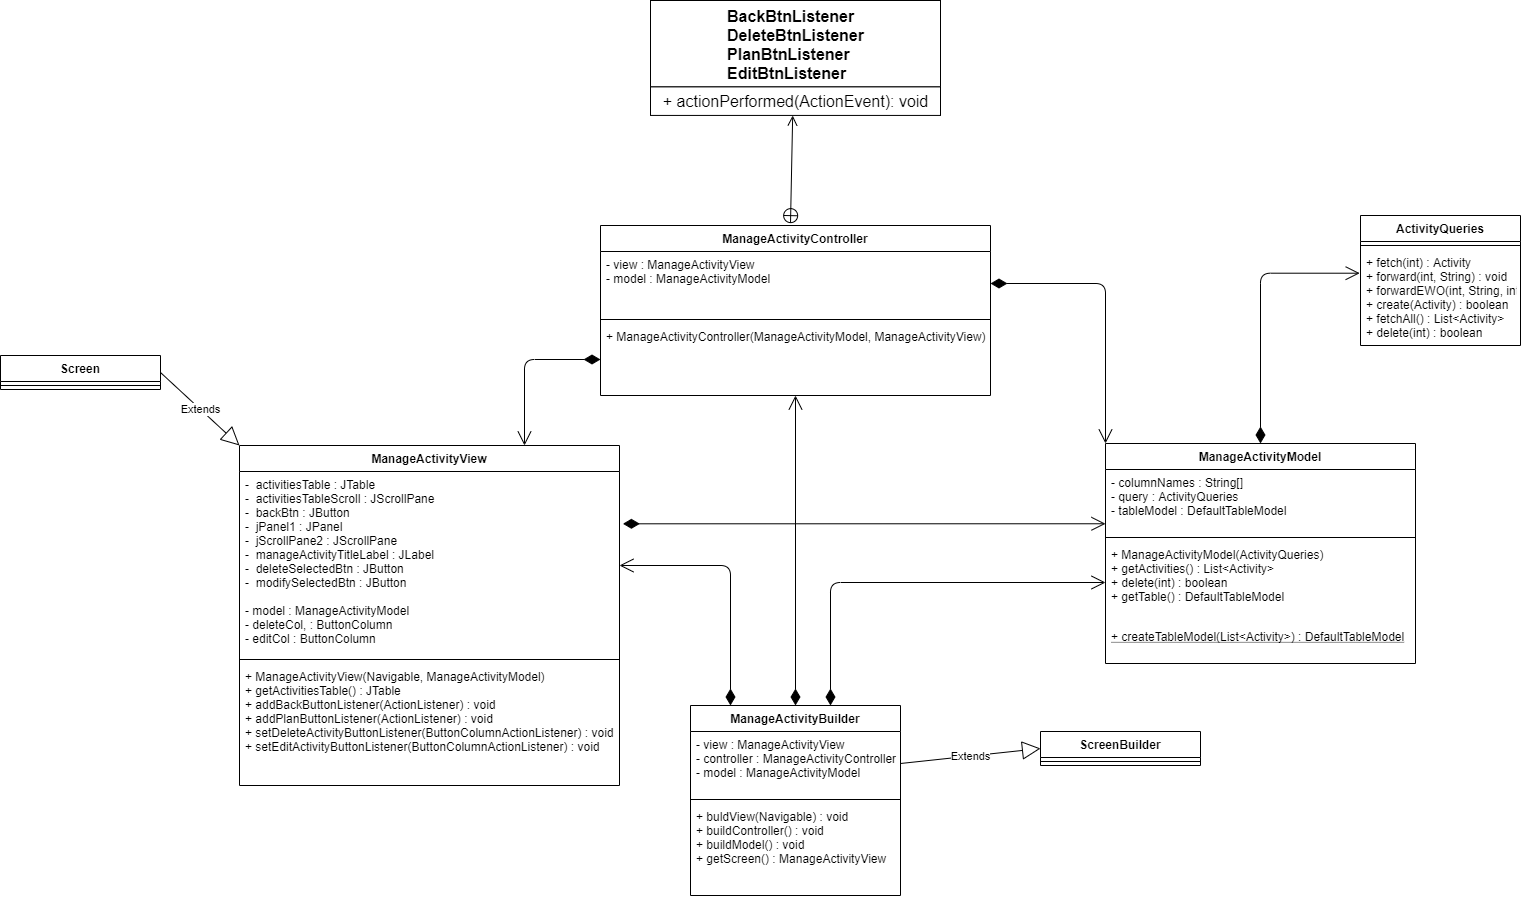 BackBtnListener
DeleteBtnListener
PlanBtnListener
EditBtnListener
+ actionPerformed(ActionEvent): void
ManageActivityController
- view : ManageActivityView
- model : ManageActivityModel
+ ManageActivityController(ManageActivityModel, ManageActivityView)
ActivityQueries
+ fetch(int) : Activity
+ forward(int, String) : void
+ forwardEWO(int, String, in
+ create(Activity) : boolean
+ fetchAll() : List<Activity>
+ delete(int) : boolean
Screen
Extends
ManageActivityView
- activitiesTable : JTable
- activitiesTableScroll : JScrollPane
- backBtn : JButton
- jPanel1 : JPanel
- jScrollPane2 : JScrollPane
- manageActivityTitleLabel : JLabel
- deleteSelectedBtn : JButton
- modifySelectedBtn : JButton
- model : ManageActivityModel
- deleteCol, : ButtonColumn
- editCol : ButtonColumn
+ ManageActivityView(Navigable, ManageActivityModel)
+ getActivitiesTable() : JTable
+ addBackButtonListener(ActionListener) : void
+ addPlanButtonListener(ActionListener) : void
+ setDeleteActivityButtonListener(ButtonColumnActionListener) : void
+ setEditActivityButtonListener(ButtonColumnActionListener) : void
ManageActivityModel
- columnNames : String[]
- query : ActivityQueries
- tableModel : DefaultTableModel
+ ManageActivityModel(ActivityQueries)
+ getActivities() : List<Activity>
+ delete(int) : boolean
+ getTable() : DefaultTableModel
+ createTableModel(List<Activity>) : DefaultTableModel
ManageActivityBuilder
- view : ManageActivityView
- controller : ManageActivityController
- model : ManageActivityModel
+ buldView(Navigable) : void
+ buildController() : void
+ buildModel() : void
+ getScreen() : ManageActivityView
Extends
ScreenBuilder